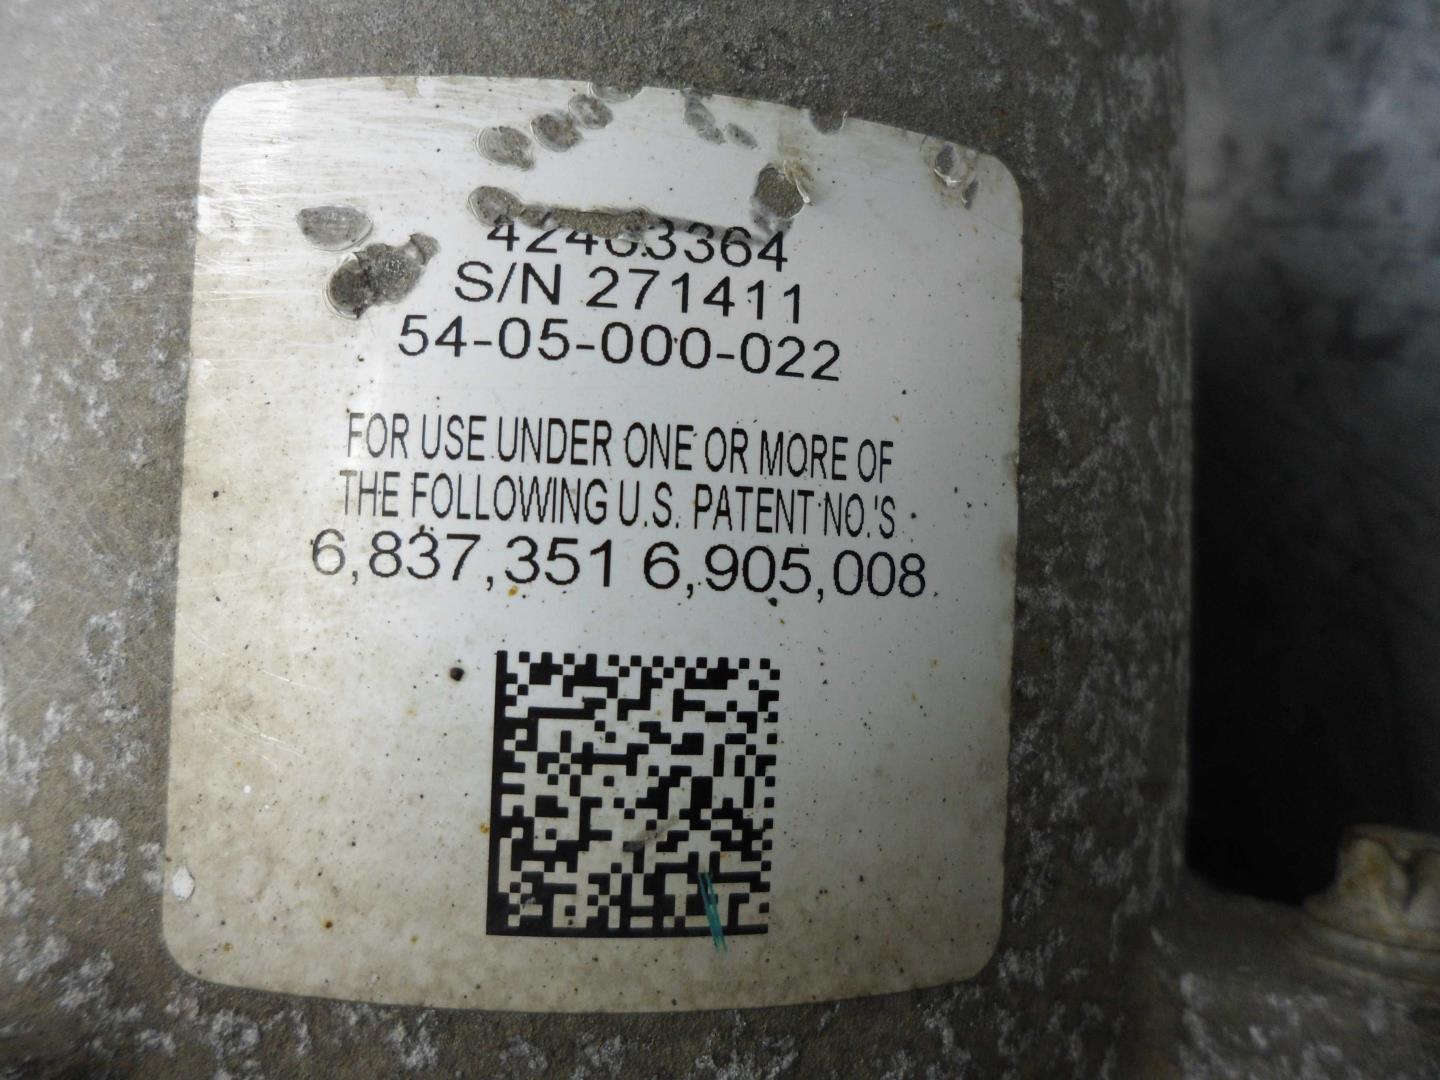 S/N 271411
54-05-000-022
FOR USE UNDER ONE OR MORE OF
THE FOLLOWING U.S. PATENT NO.'S
6,837,351 6,905,008